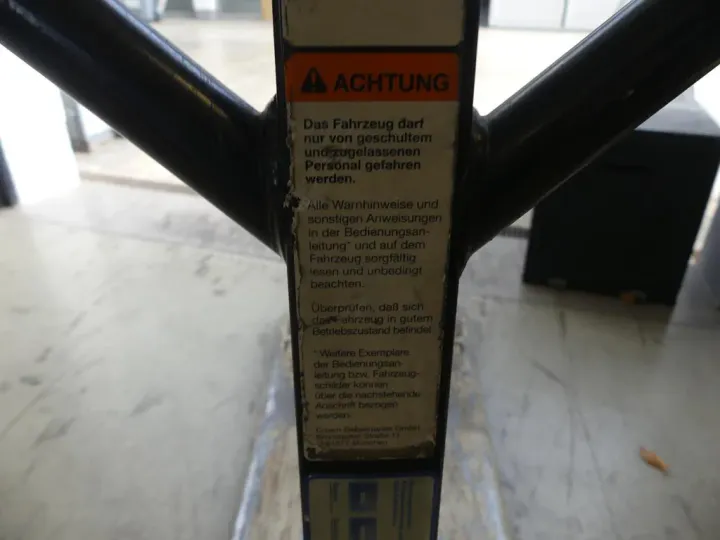 ACHTUNG
Das Fahrzeug darf
nur von geschultem
und zugelassenen
Personal gefahren
werden.
Alle Warnhinweise und
sonstigen Anweisungen
in der Bedienungsan-
leitung* und auf dem
Fahrzeug sorgfältig
lesen und unbedingt
beachten.
Überprüfen, daß sich
das Fahrzeug in gutem
Betriebszustand befindet.
*Weitere Exemplare
der Bedienungsan-
leitung bzw. Fahrzeug-
schilder können
über die nachstehende
Anschrift bezogen
werden.
GmbH